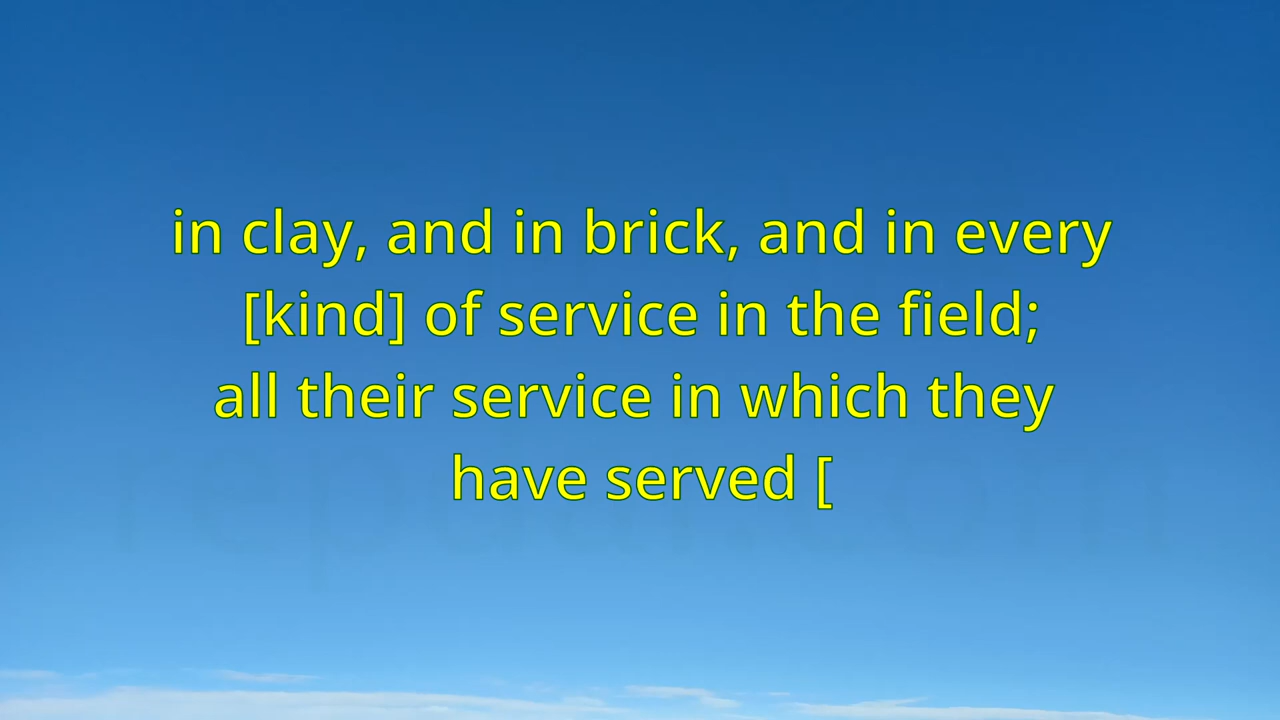 in clay, and in brick, and in every
[kind] of service in the field;
all their service in which they
have served [